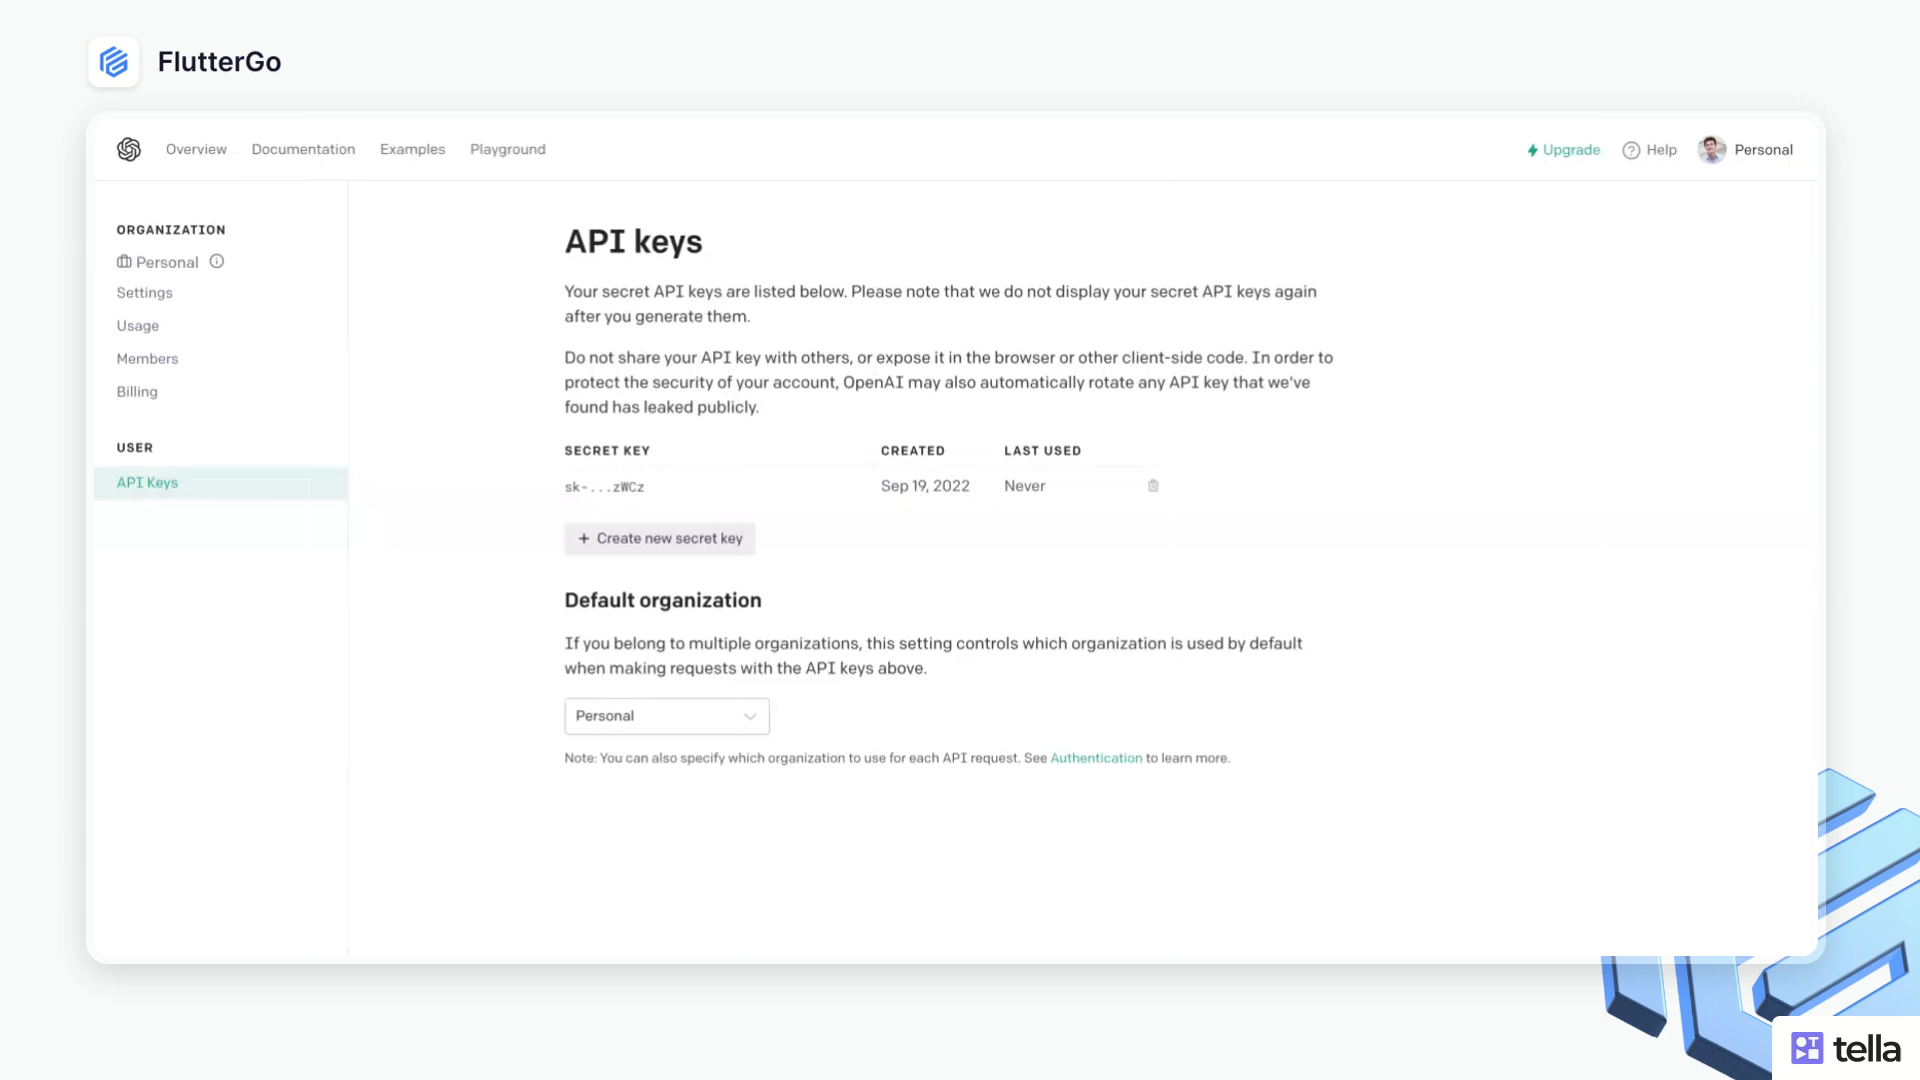 FlutterGo
Overview Documentation Examples Playground
Upgrade Help Personal
ORGANIZATION
Personal
Settings
Usage
Members
Billing
USER
API Keys
API keys
Your secret API keys are listed below. Please note that we do not display your secret API keys again
after you generate them.
Do not share your API key with others, or expose it in the browser or other client-side code. In order to
protect the security of your account, OpenAI may also automatically rotate any API key that we've
found has leaked publicly.
SECRET KEY CREATED LAST USED
sk-...zWCz Sep 19, 2022 Never
+ Create new secret key
Default organization
If you belong to multiple organizations, this setting controls which organization is used by default
when making requests with the API keys above.
Personal
Note: You can also specify which organization to use for each API request. See Authentication to learn more.
tella